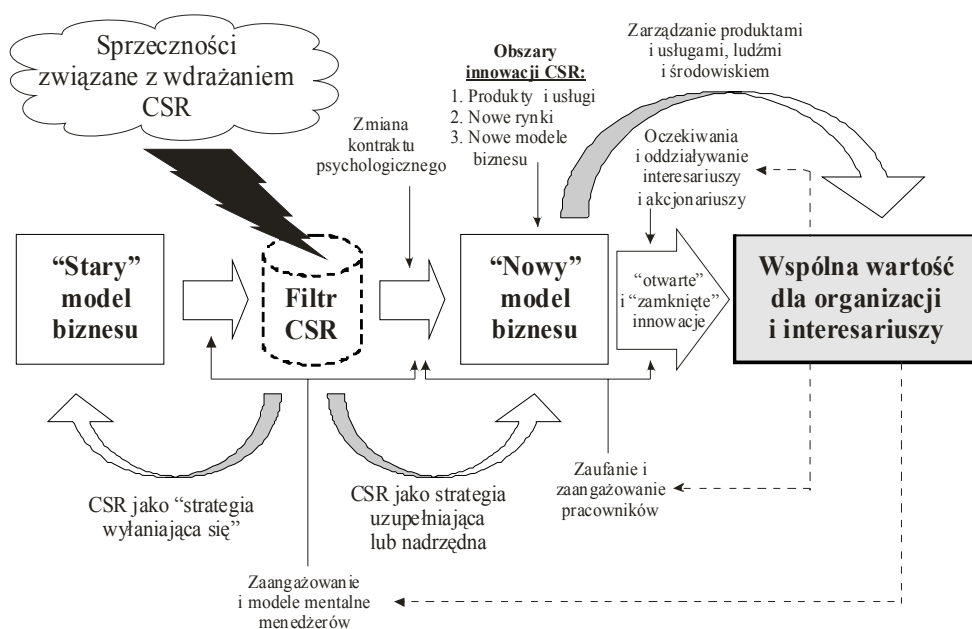 Sprzeczności
związane z wdrażaniem
CSR
Zmiana
kontraktu
psychologicznego
Obszary
innowacji CSR:
1. Produkty i usługi
2. Nowe rynki
3. Nowe modele
biznesu
Zarządzanie produktami
i usługami, ludźmi
i środowiskiem
Oczekiwania
i oddziaływanie
interesariuszy
i akcjonariuszy
“Stary”
model
biznesu
Filtr
CSR
“Nowy”
model
biznesu
“otwarte”
i “zamknięte”
innowacje
Wspólna wartość
dla organizacji
i interesariuszy
CSR jako “strategia
wyłaniająca się”
CSR jako strategia
uzupełniająca
lub nadrzędna
Zaufanie i
zaangażowanie
pracowników
Zaangażowanie
i modele mentalne
menedżerów